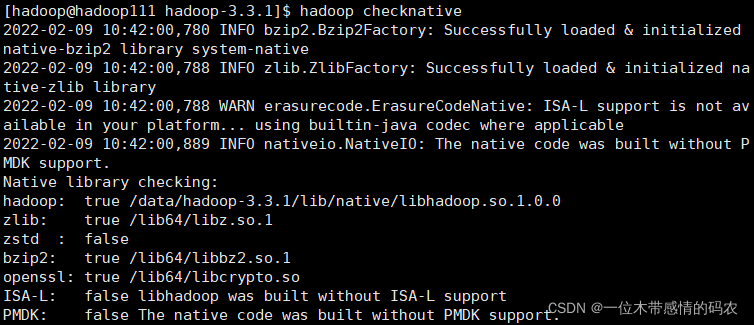 [hadoop@hadoop111 hadoop-3.3.1]$ hadoop checknative
2022-02-09 10:42:00,780 INFO bzip2.Bzip2Factory: Successfully loaded & initialized
native-bzip2 library system-native
2022-02-09 10:42:00,788 INFO zlib.ZlibFactory: Successfully loaded & initialized na
tive-zlib library
2022-02-09 10:42:00,788 WARN erasurecode.ErasureCodeNative: ISA-L support is not av
ailable in your platform... using builtin-java codec where applicable
2022-02-09 10:42:00,889 INFO nativeio.NativeIO: The native code was built without P
MDK support.
Native library checking:
hadoop:  true /data/hadoop-3.3.1/lib/native/libhadoop.so.1.0.0
zlib:    true /lib64/libz.so.1
zstd  :  false
bzip2:   true /lib64/libbz2.so.1
openssl: true /lib64/libcrypto.so
ISA-L:   false libhadoop was built without ISA-L support
PMDK:    false The native code was built without PMDK support.
CSDN @一位木带感情的码农